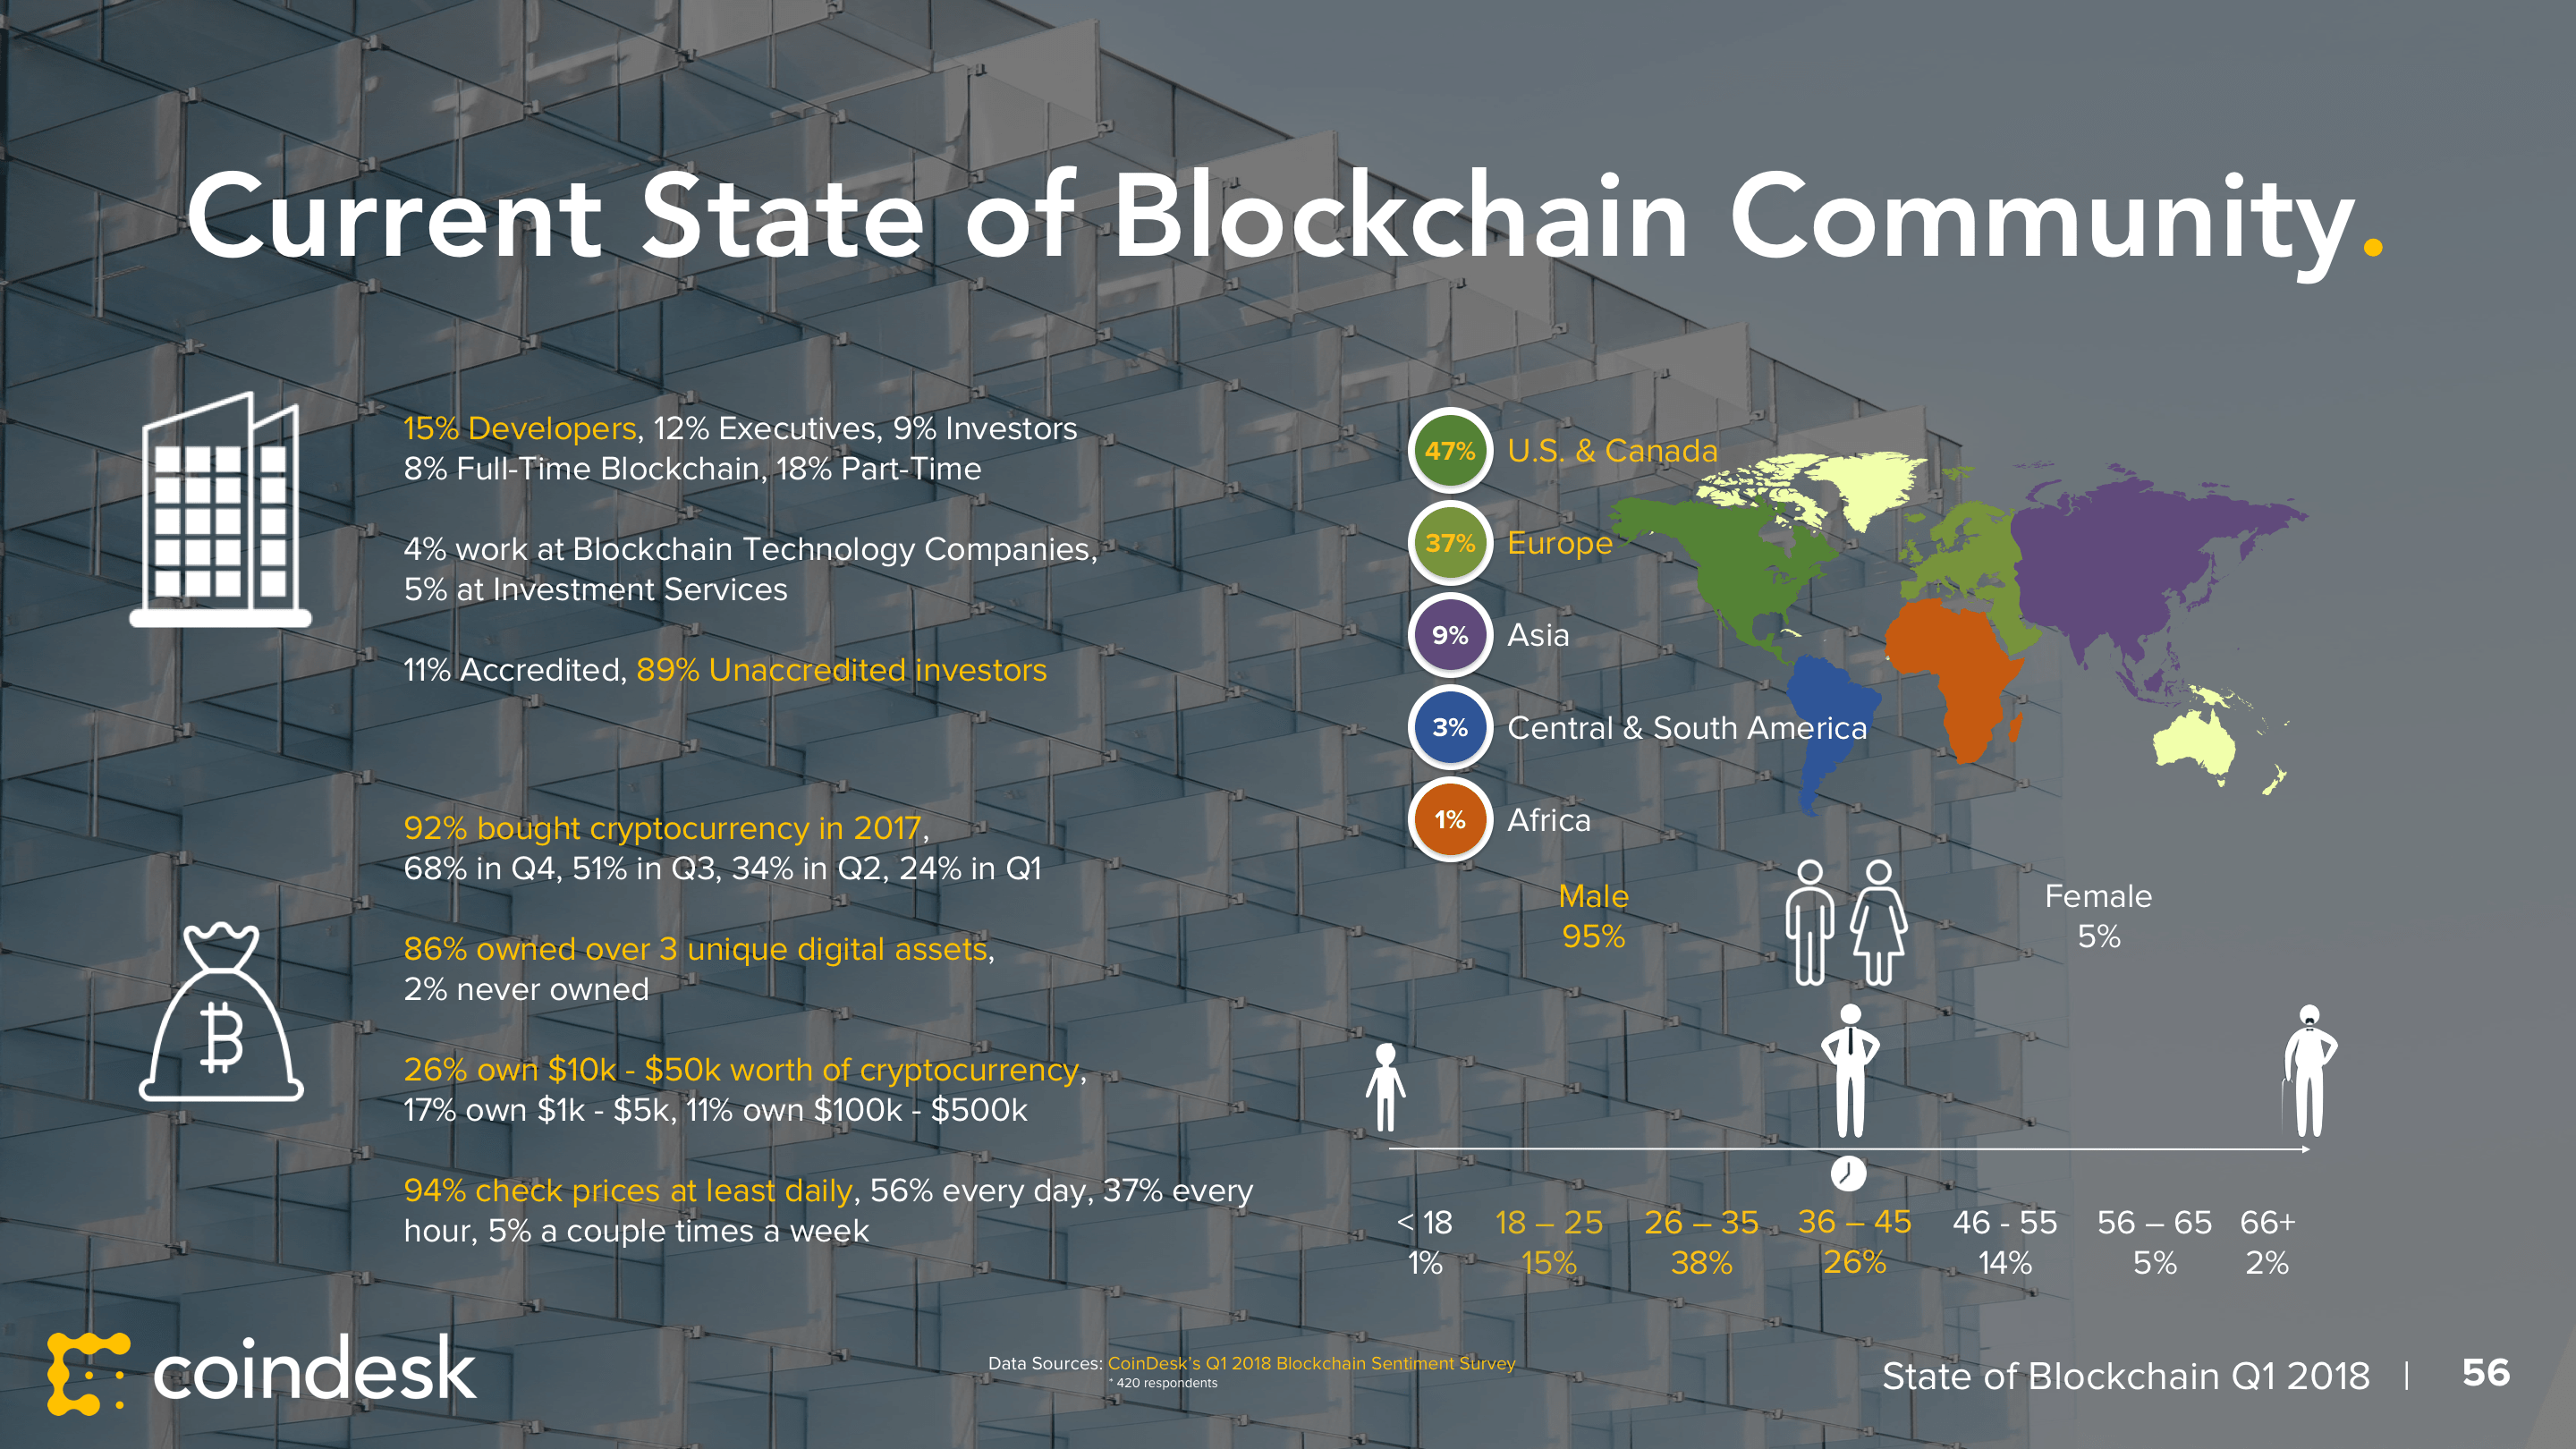 Current State of Blockchain Community.
15% Developers, 12% Executives, 9% Investors
8% Full-Time Blockchain, 18% Part-Time
4% work at Blockchain Technology Companies,
5% at Investment Services
11% Accredited, 89% Unaccredited investors
92% bought cryptocurrency in 2017,
68% in Q4, 51% in Q3, 34% in Q2, 24% in Q1
86% owned over 3 unique digital assets,
2% never owned
26% own $10k - $50k worth of cryptocurrency,
17% own $1k - $5k, 11% own $100k - $500k
94% check prices at least daily, 56% every day, 37% every
hour, 5% a couple times a week
47% U.S. & Canada
37% Europe
9% Asia
3% Central & South America
1% Africa
Male Female
95% 5%
< 18 18 – 25 26 – 35 36 – 45 46 - 55 56 – 65 66+
1% 15% 38% 26% 14% 5% 2%
coindesk
Data Sources: CoinDesk's Q1 2018 Blockchain Sentiment Survey
* 420 respondents
State of Blockchain Q1 2018 | 56